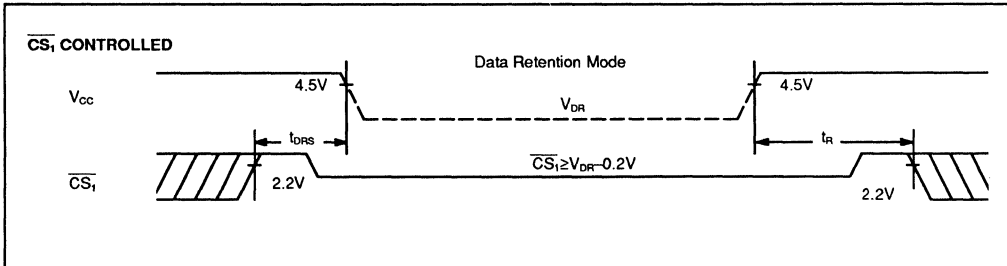 CS₁ CONTROLLED
Data Retention Mode
4.5V
4.5V
VCC
VDR
tDRS
tR
CS₁≥VDR–0.2V
CS₁
2.2V
2.2V